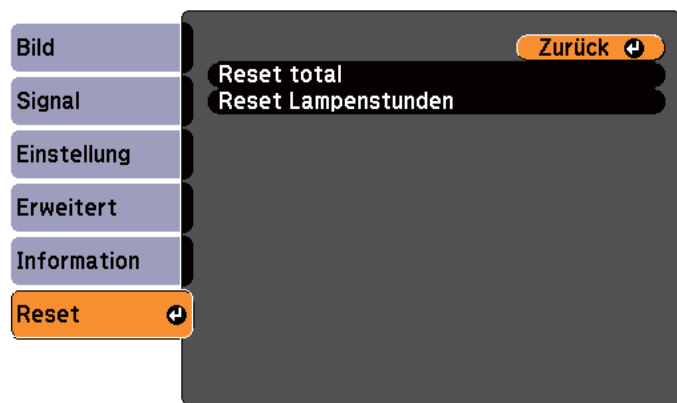 Bild
Signal
Einstellung
Erweitert
Information
Reset
Zurück
Reset total
Reset Lampenstunden